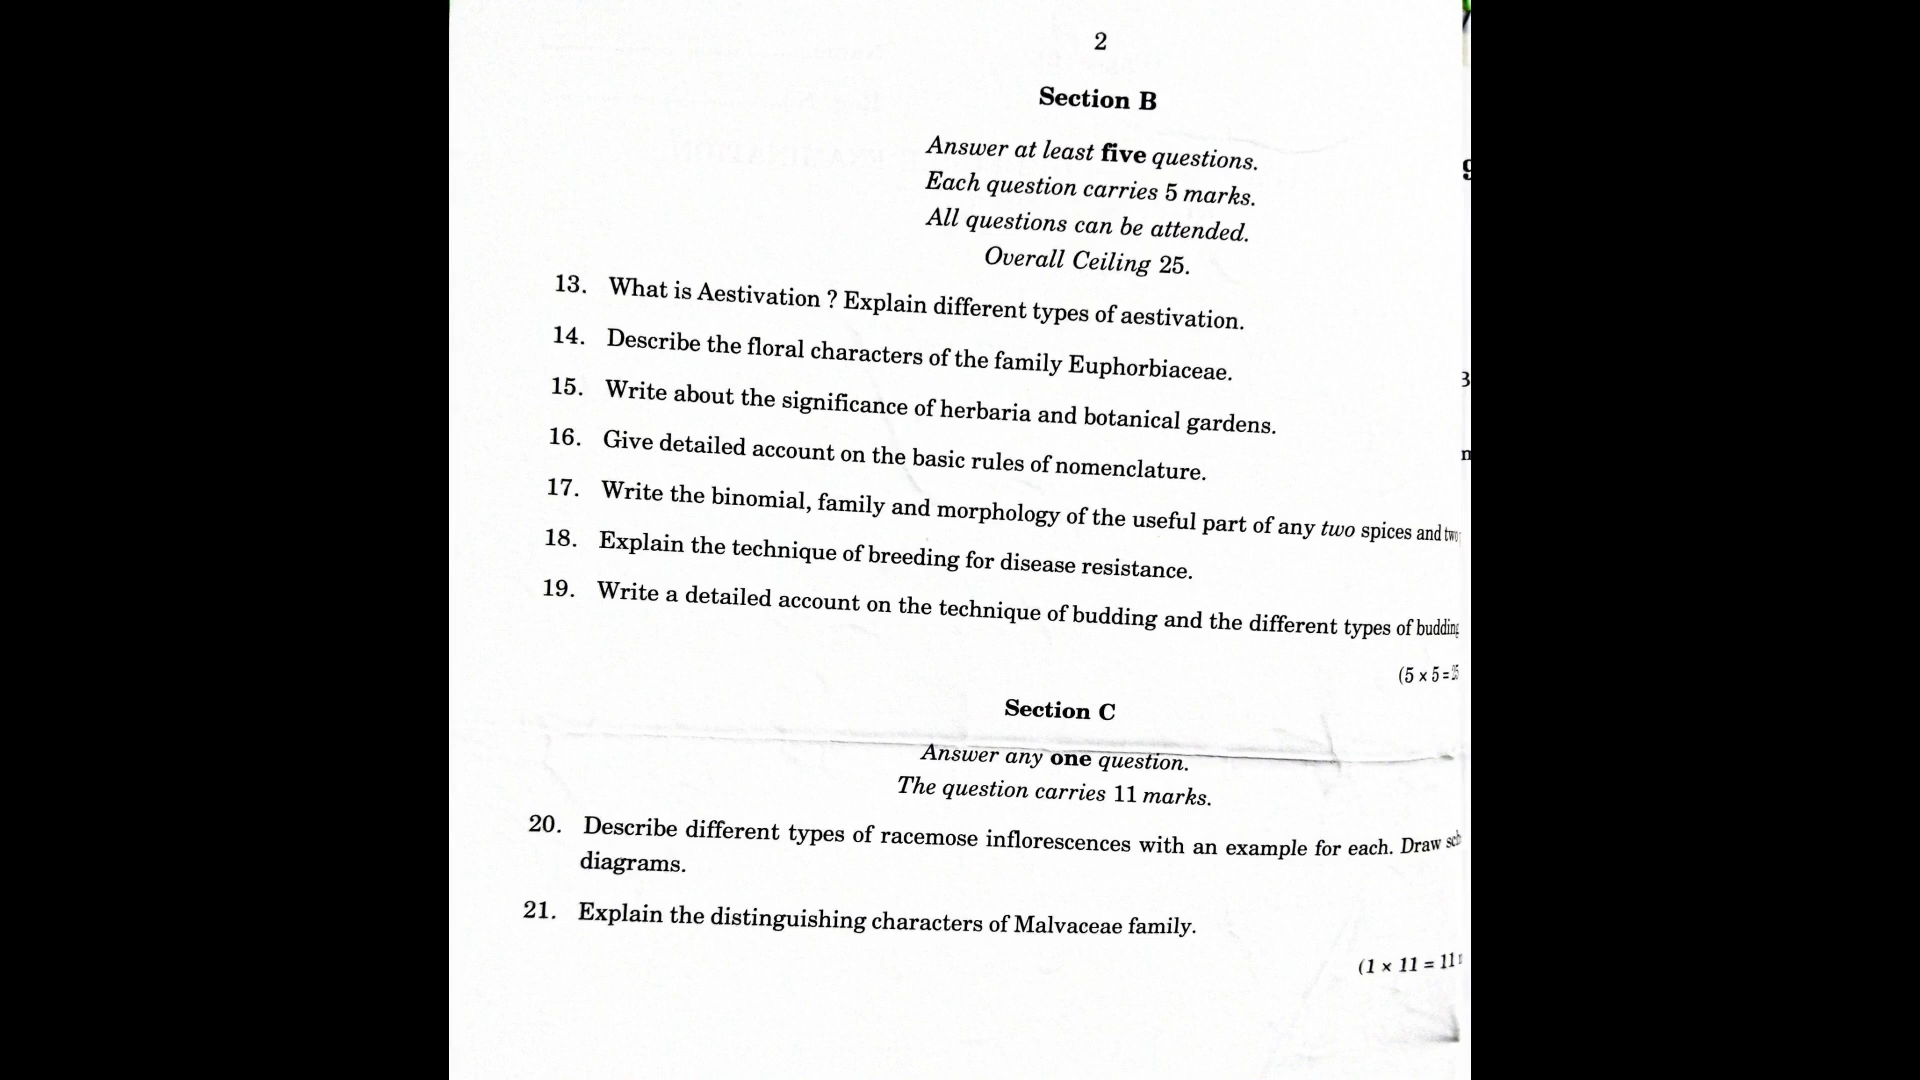 2
Section B
Answer at least five questions.
Each question carries 5 marks.
All questions can be attended.
Overall Ceiling 25.
13. What is Aestivation ? Explain different types of aestivation.
14. Describe the floral characters of the family Euphorbiaceae.
15. Write about the significance of herbaria and botanical gardens.
16. Give detailed account on the basic rules of nomenclature.
17. Write the binomial, family and morphology of the useful part of any two spices and two
18. Explain the technique of breeding for disease resistance.
19. Write a detailed account on the technique of budding and the different types of budding
(5 x 5 = 25
Section C
Answer any one question.
The question carries 11 marks.
20. Describe different types of racemose inflorescences with an example for each. Draw
diagrams.
21. Explain the distinguishing characters of Malvaceae family.
(1 × 11 = 11